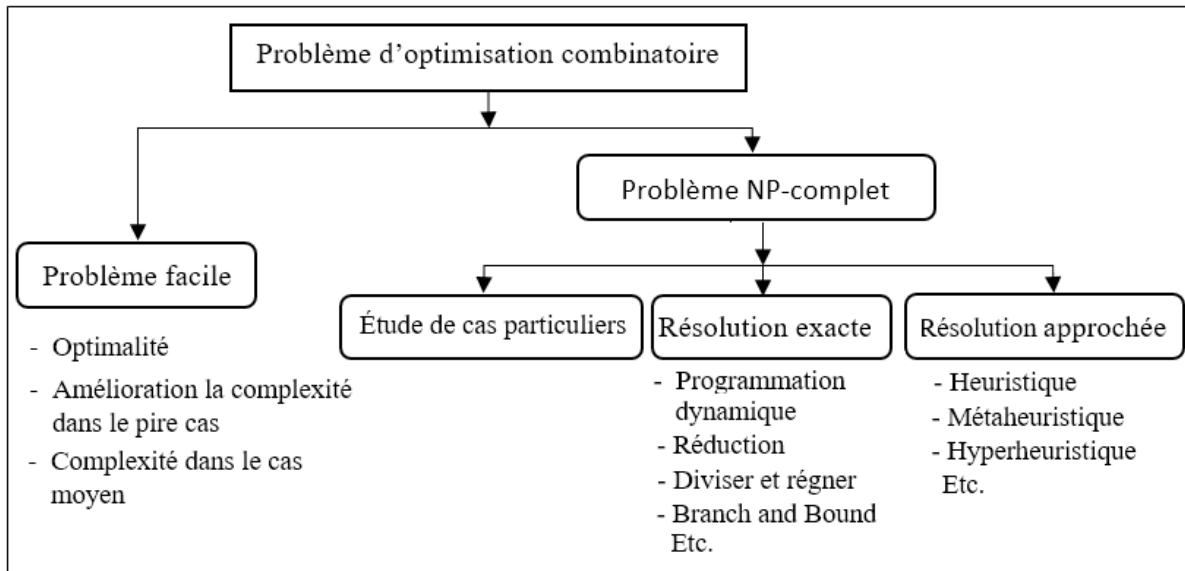 Problème d’optimisation combinatoire
Problème NP-complet
Problème facile
- Optimalité
- Amélioration la complexité
dans le pire cas
- Complexité dans le cas
moyen
Étude de cas particuliers
Résolution exacte
- Programmation
dynamique
- Réduction
- Diviser et régner
- Branch and Bound
Etc.
Résolution approchée
- Heuristique
- Métaheuristique
- Hyperheuristique
Etc.